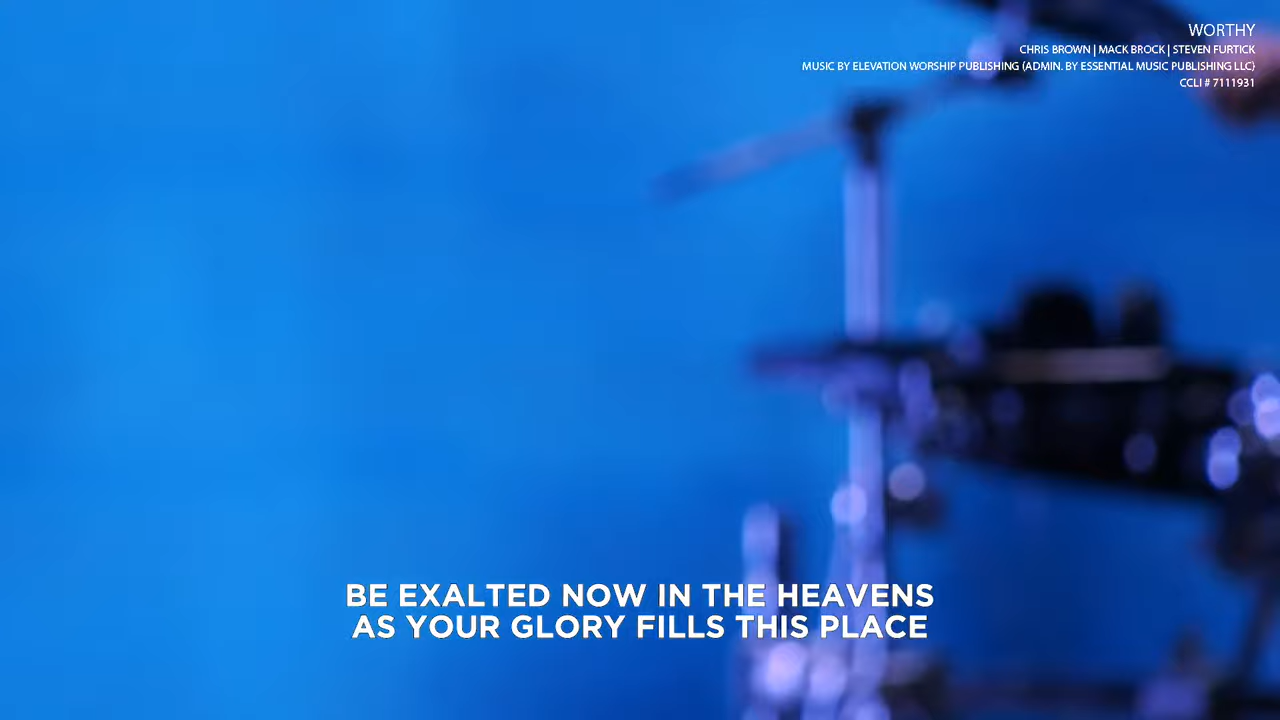 WORTHY
CHRIS BROWN | MACK BROCK | STEVEN FURTICK
MUSIC BY ELEVATION WORSHIP PUBLISHING (ADMIN. BY ESSENTIAL MUSIC PUBLISHING LLC)
CCLI # 7111931
BE EXALTED NOW IN THE HEAVENS
AS YOUR GLORY FILLS THIS PLACE